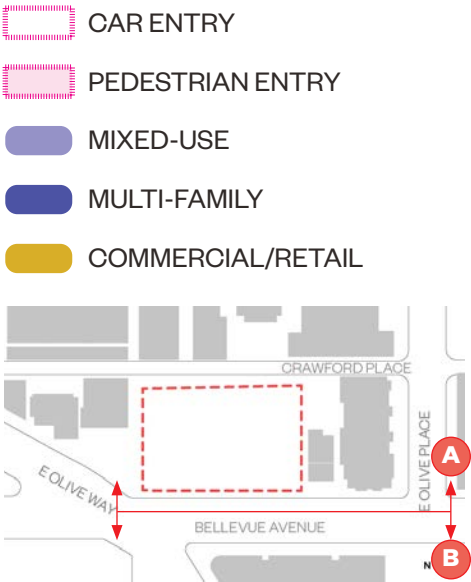 CAR ENTRY
PEDESTRIAN ENTRY
MIXED-USE
MULTI-FAMILY
COMMERCIAL/RETAIL
CRAWFORD PLACE
E OLIVE PLACE
A
E OLIVE WAY
BELLEVUE AVENUE
N
B